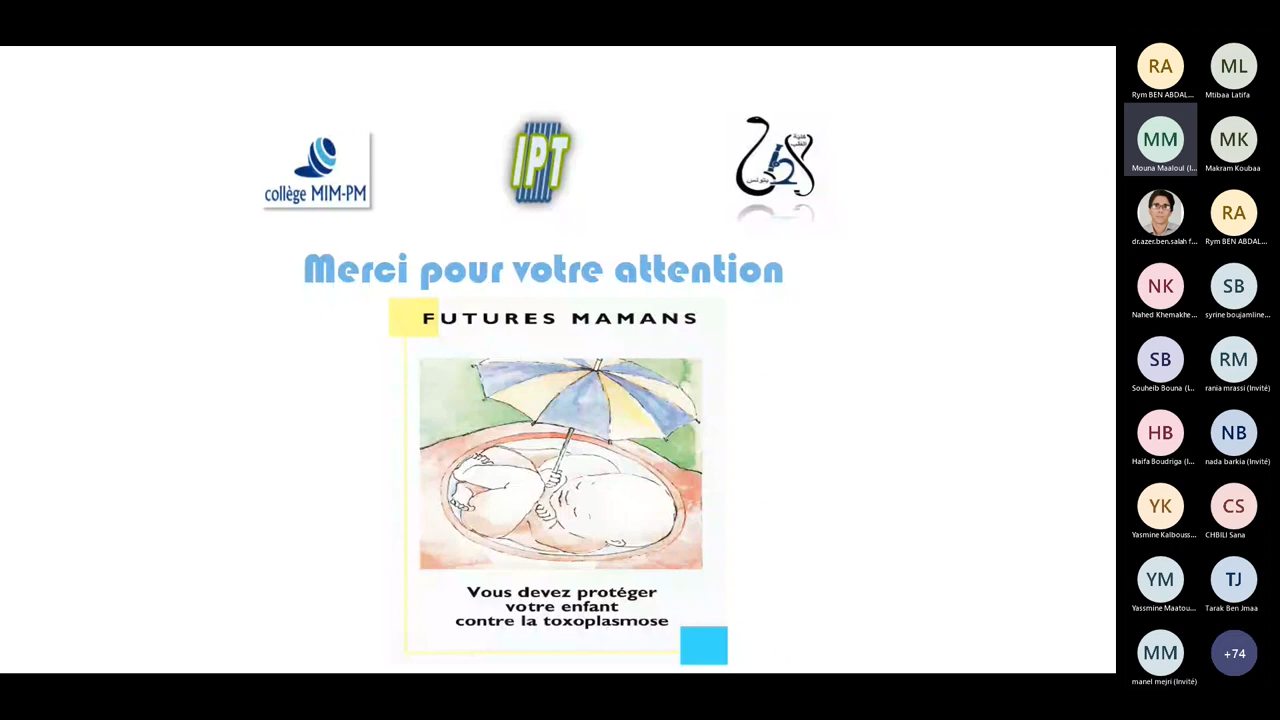 collège MIM-PM
IPT
كلية
الطب
بتونس
Merci pour votre attention
FUTURES MAMANS
Vous devez protéger
votre enfant
contre la toxoplasmose
RA
ML
Rym BEN ABDAL...
Mtibaa Latifa
MM
MK
Mouna Maaloul (I...
Makram Koubaa
RA
dr.azer.ben.salah f...
Rym BEN ABDAL...
NK
SB
Nahed Khemakhe...
syrine boujamline...
SB
RM
Souheib Bouna (I...
rania mrassi (Invité)
HB
NB
Haifa Boudriga (I...
nada barkia (Invité)
YK
CS
Yasmine Kalbouss...
CHBILI Sana
YM
TJ
Yassmine Maatou...
Tarak Ben Jmaa
MM
+74
manel mejri (Invité)